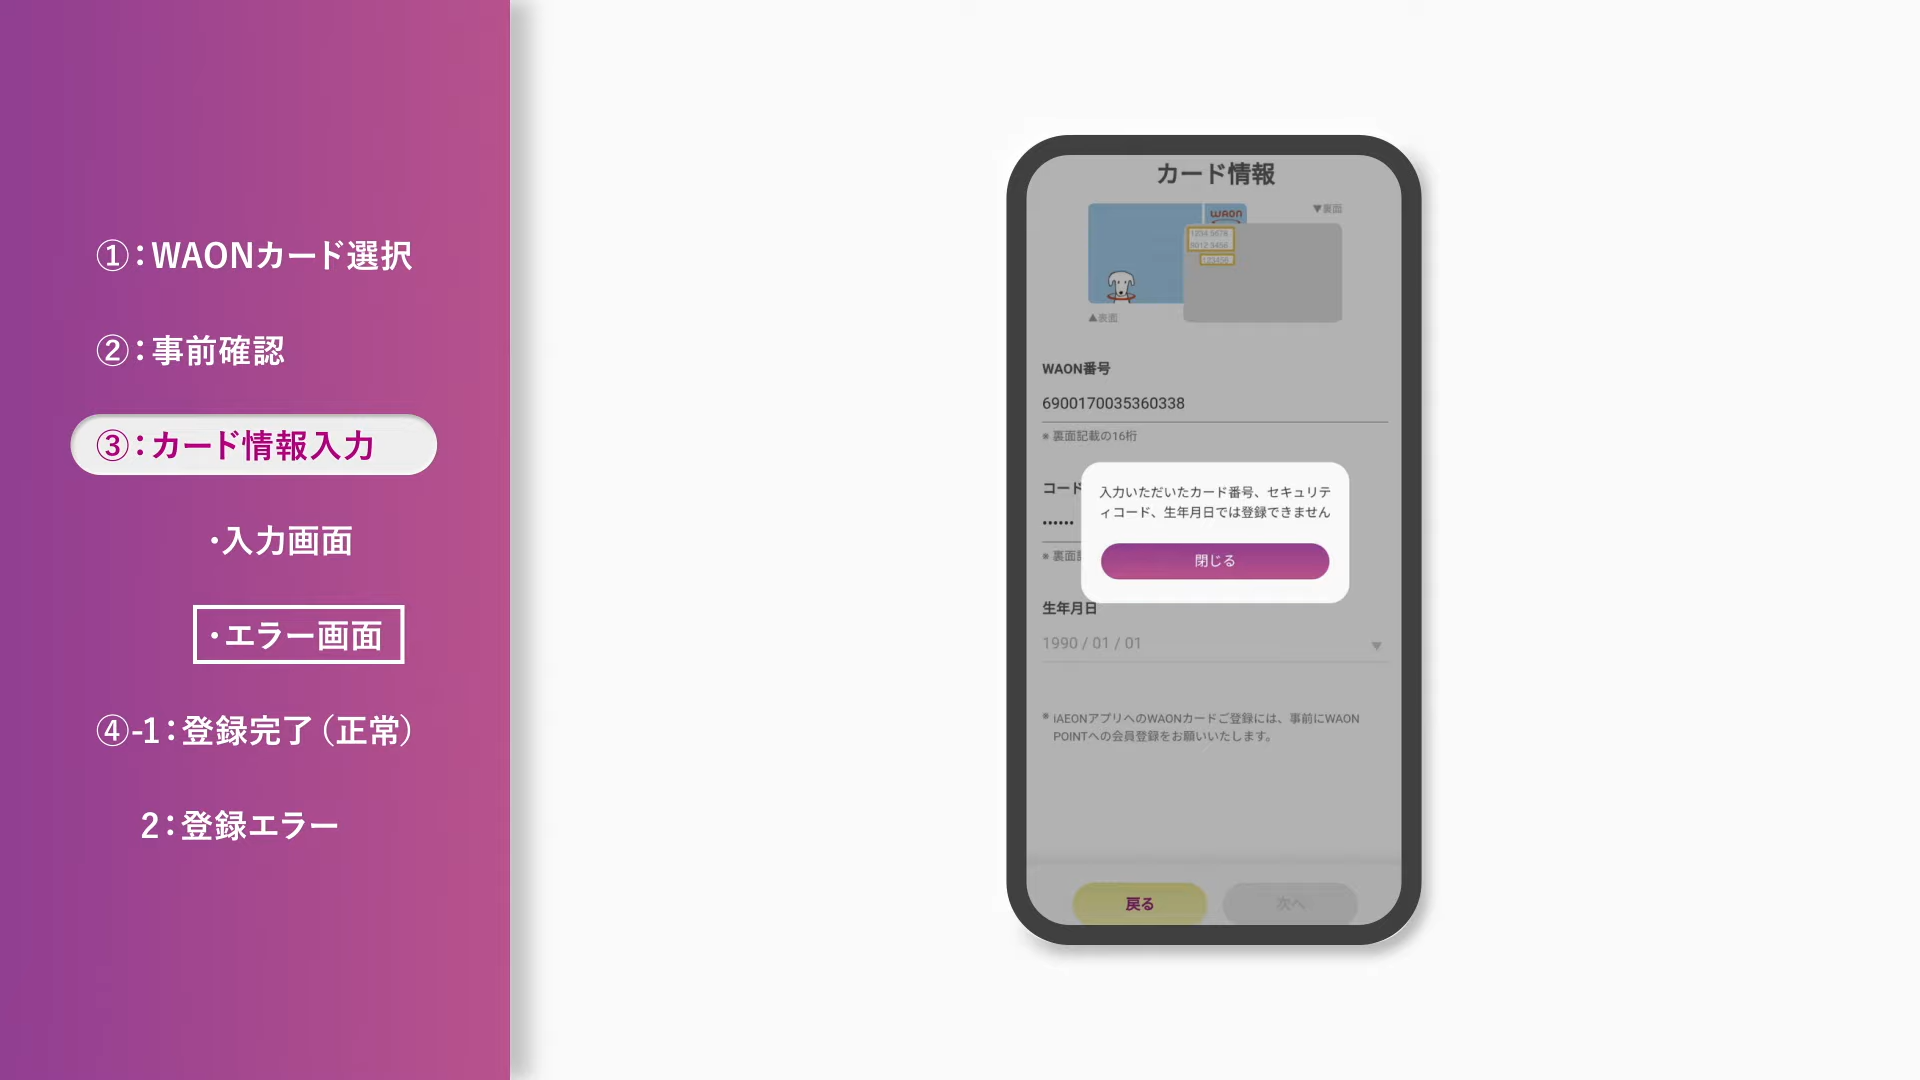 ①：WAONカード選択
②：事前確認
③：カード情報入力
・入力画面
・エラー画面
④-1：登録完了（正常）
2：登録エラー
カード情報
WAON
▼裏面
1234 5678
9012 3456
123456
▲表面
WAON番号
6900170035360338
※ 裏面記載の16桁
コード
••••••
※ 裏面
入力いただいたカード番号、セキュリテ
ィコード、生年月日では登録できません
閉じる
生年月日
1990 / 01 / 01
▼
※ iAEONアプリへのWAONカードご登録には、事前にWAON
POINTへの会員登録をお願いいたします。
戻る
次へ